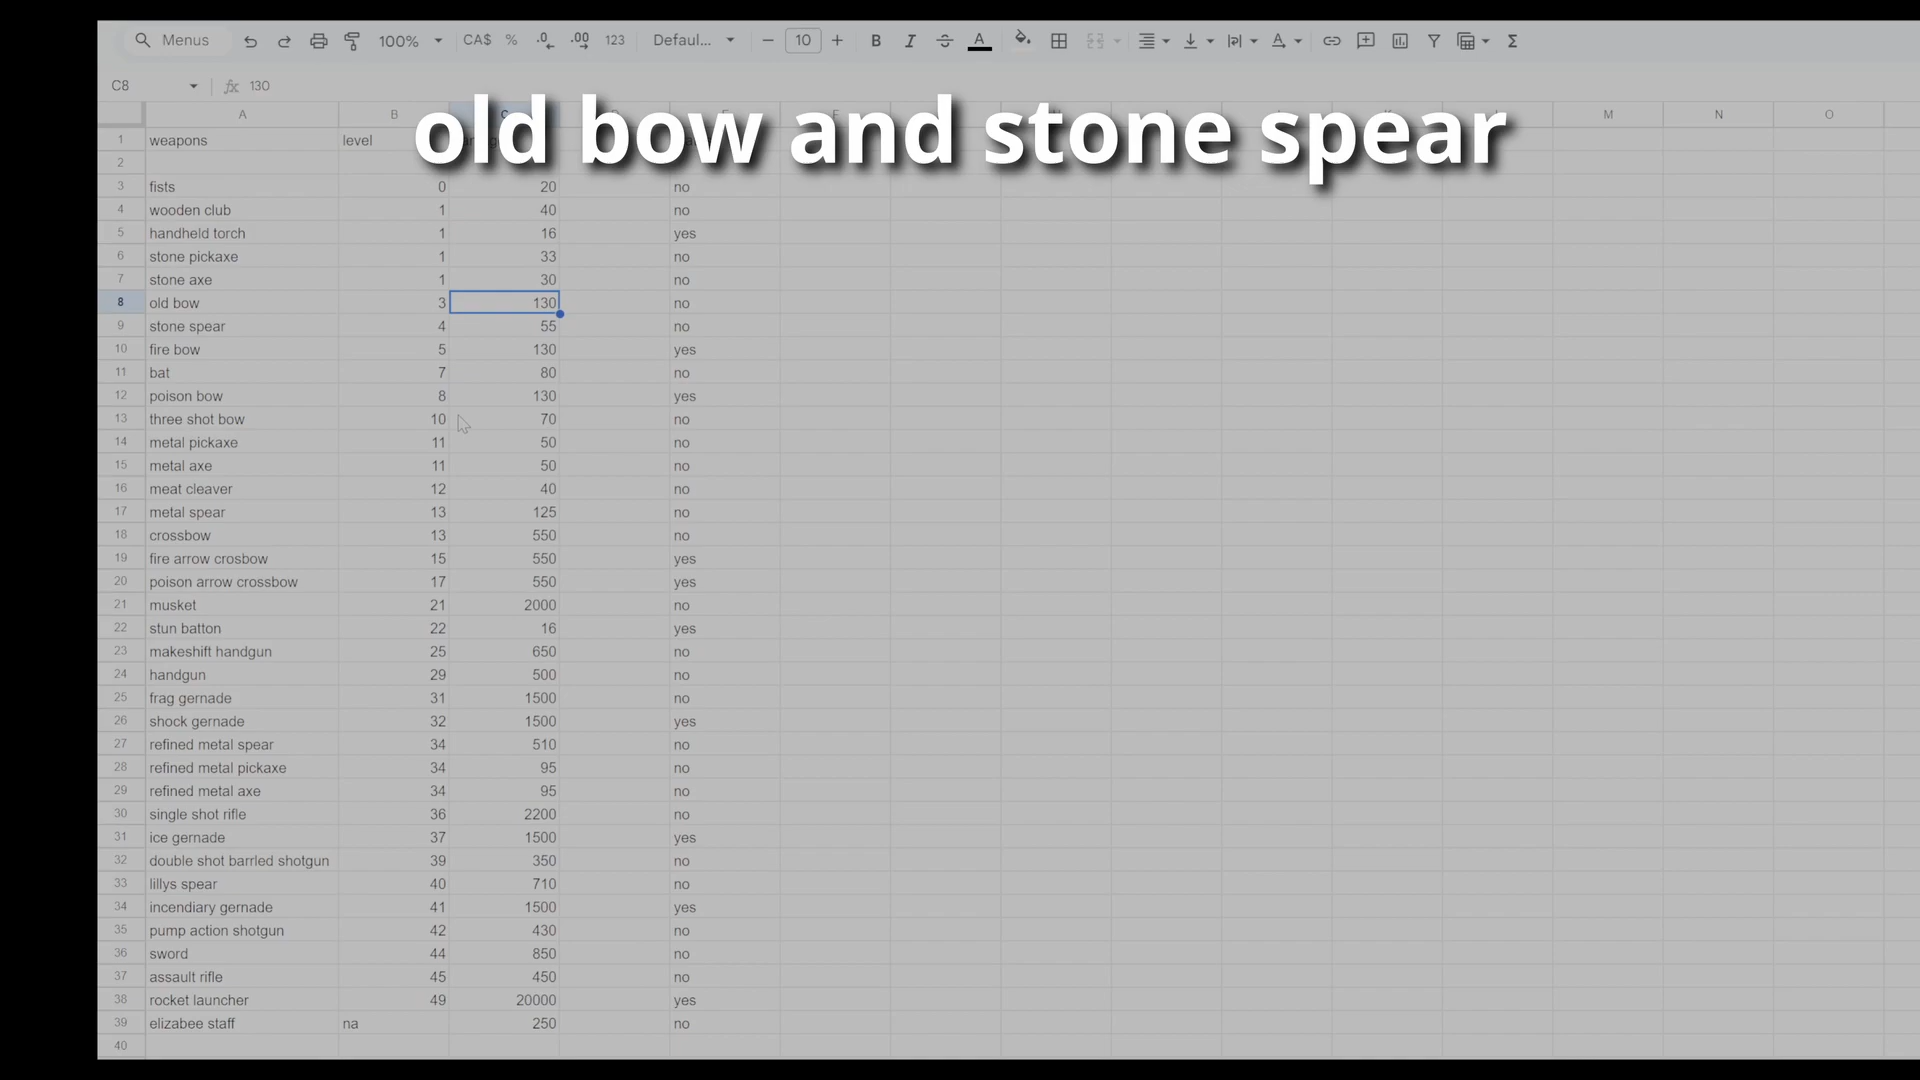 Menus 100% CA$ % .0 .00 123 Defaul... 10 B I A
C8 fx 130
old bow and stone spear
A B C M N O
1 weapons level
2
3 fists 0 20 no
4 wooden club 1 40 no
5 handheld torch 1 16 yes
6 stone pickaxe 1 33 no
7 stone axe 1 30 no
8 old bow 3 130 no
9 stone spear 4 55 no
10 fire bow 5 130 yes
11 bat 7 80 no
12 poison bow 8 130 yes
13 three shot bow 10 70 no
14 metal pickaxe 11 50 no
15 metal axe 11 50 no
16 meat cleaver 12 40 no
17 metal spear 13 125 no
18 crossbow 13 550 no
19 fire arrow crosbow 15 550 yes
20 poison arrow crossbow 17 550 yes
21 musket 21 2000 no
22 stun batton 22 16 yes
23 makeshift handgun 25 650 no
24 handgun 29 500 no
25 frag gernade 31 1500 no
26 shock gernade 32 1500 yes
27 refined metal spear 34 510 no
28 refined metal pickaxe 34 95 no
29 refined metal axe 34 95 no
30 single shot rifle 36 2200 no
31 ice gernade 37 1500 yes
32 double shot barrled shotgun 39 350 no
33 lillys spear 40 710 no
34 incendiary gernade 41 1500 yes
35 pump action shotgun 42 430 no
36 sword 44 850 no
37 assault rifle 45 450 no
38 rocket launcher 49 20000 yes
39 elizabee staff na 250 no
40